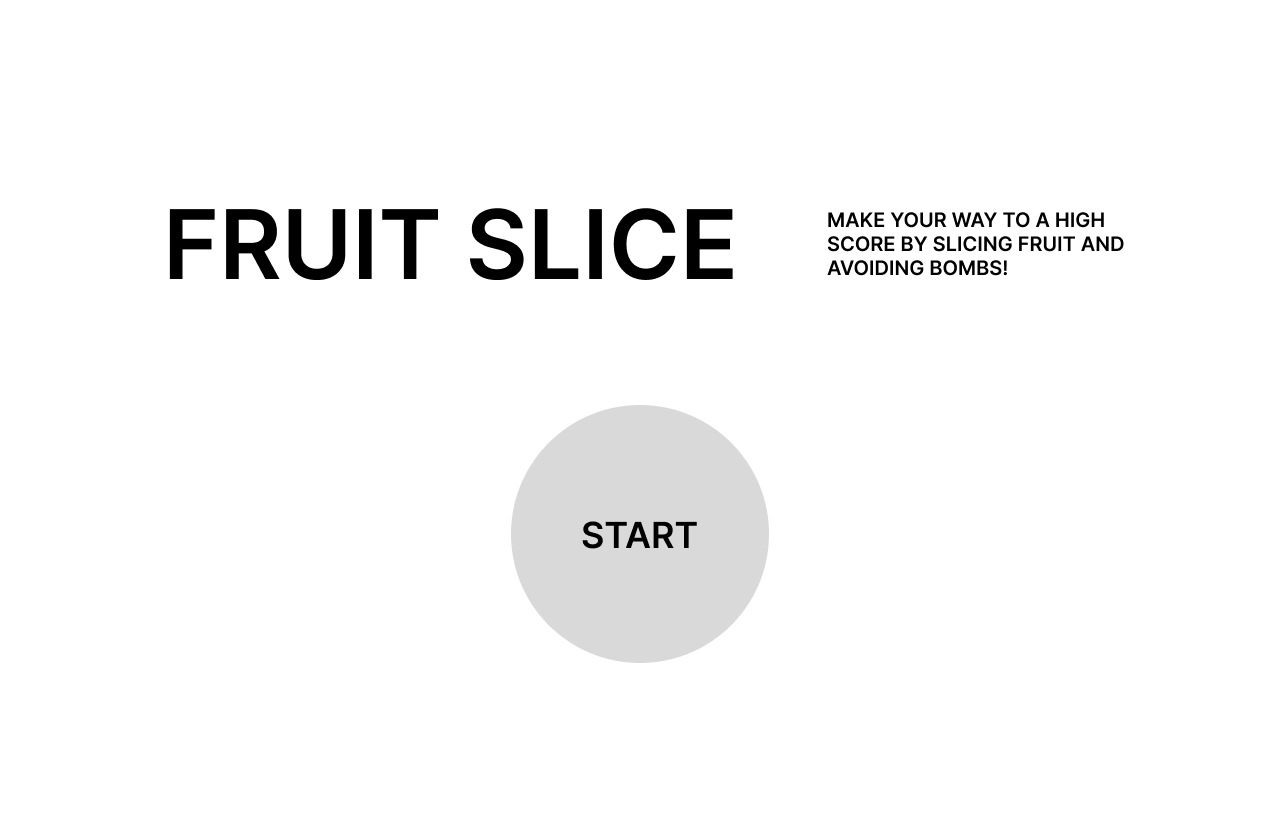 FRUIT SLICE
MAKE YOUR WAY TO A HIGH
SCORE BY SLICING FRUIT AND
AVOIDING BOMBS!
START